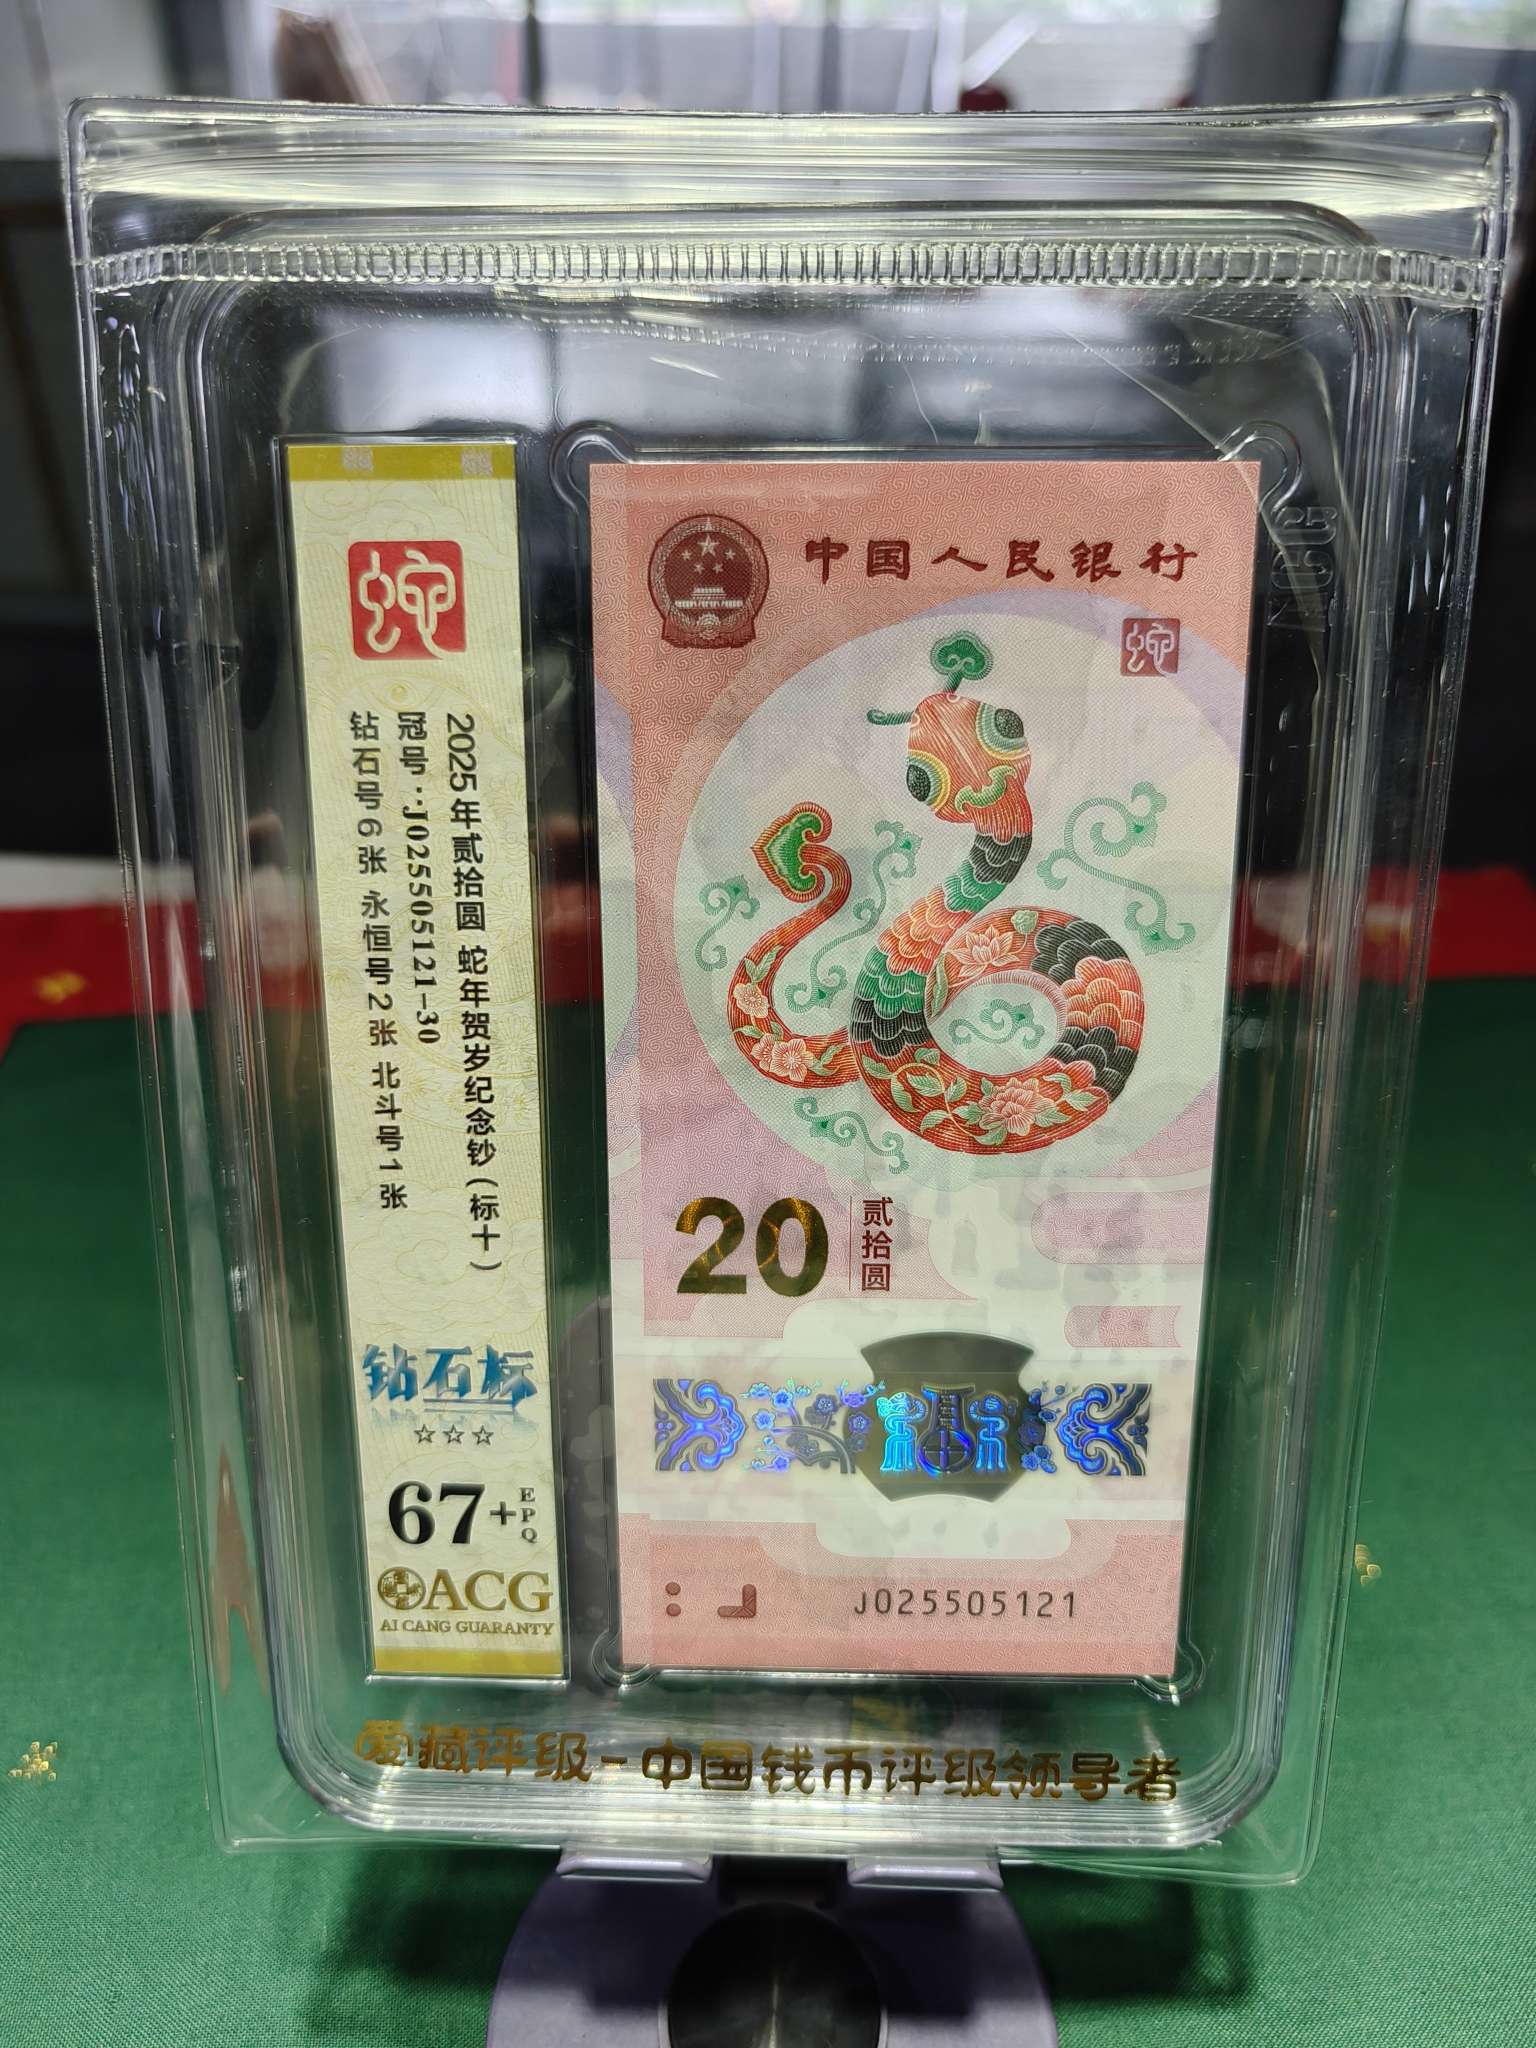 蛇
2025年贰拾圆 蛇年贺岁纪念钞(标十)
冠号:J025505121-30
钻石号6张 永恒号2张 北斗号1张
钻石标
☆☆☆
67+EPQ
ACG
AI CANG GUARANTY
中国人民银行
蛇
20
贰拾圆
J025505121
ACG
爱藏评级-中国钱币评级领导者